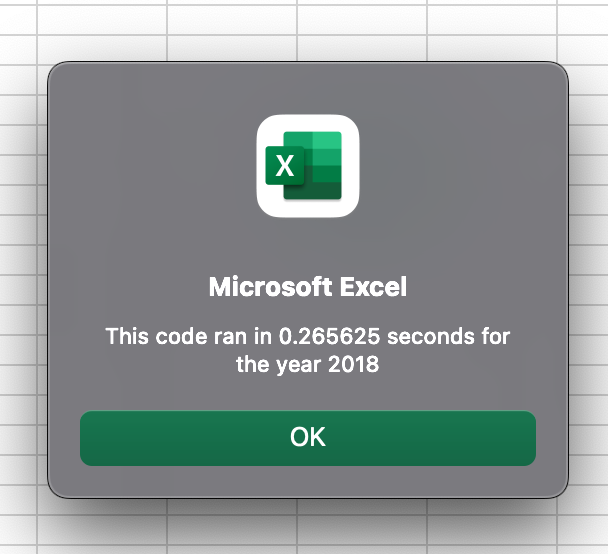 X
Microsoft Excel
This code ran in 0.265625 seconds for
the year 2018
OK